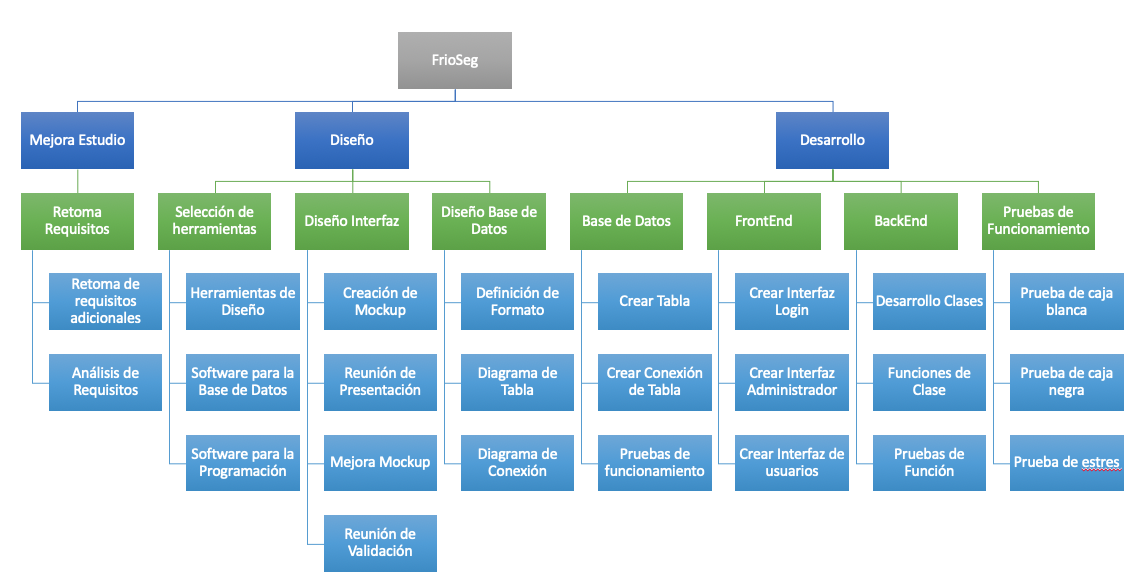 FrioSeg
Mejora Estudio
Diseño
Desarrollo
Retoma
Requisitos
Selección de
herramientas
Diseño Interfaz
Diseño Base de
Datos
Base de Datos
FrontEnd
BackEnd
Pruebas de
Funcionamiento
Retoma de
requisitos
adicionales
Herramientas de
Diseño
Creación de
Mockup
Definición de
Formato
Crear Tabla
Crear Interfaz
Login
Desarrollo Clases
Prueba de caja
blanca
Análisis de
Requisitos
Software para la
Base de Datos
Reunión de
Presentación
Diagrama de
Tabla
Crear Conexión
de Tabla
Crear Interfaz
Administrador
Funciones de
Clase
Prueba de caja
negra
Software para la
Programación
Mejora Mockup
Diagrama de
Conexión
Pruebas de
funcionamiento
Crear Interfaz de
usuarios
Pruebas de
Función
Prueba de estres
Reunión de
Validación